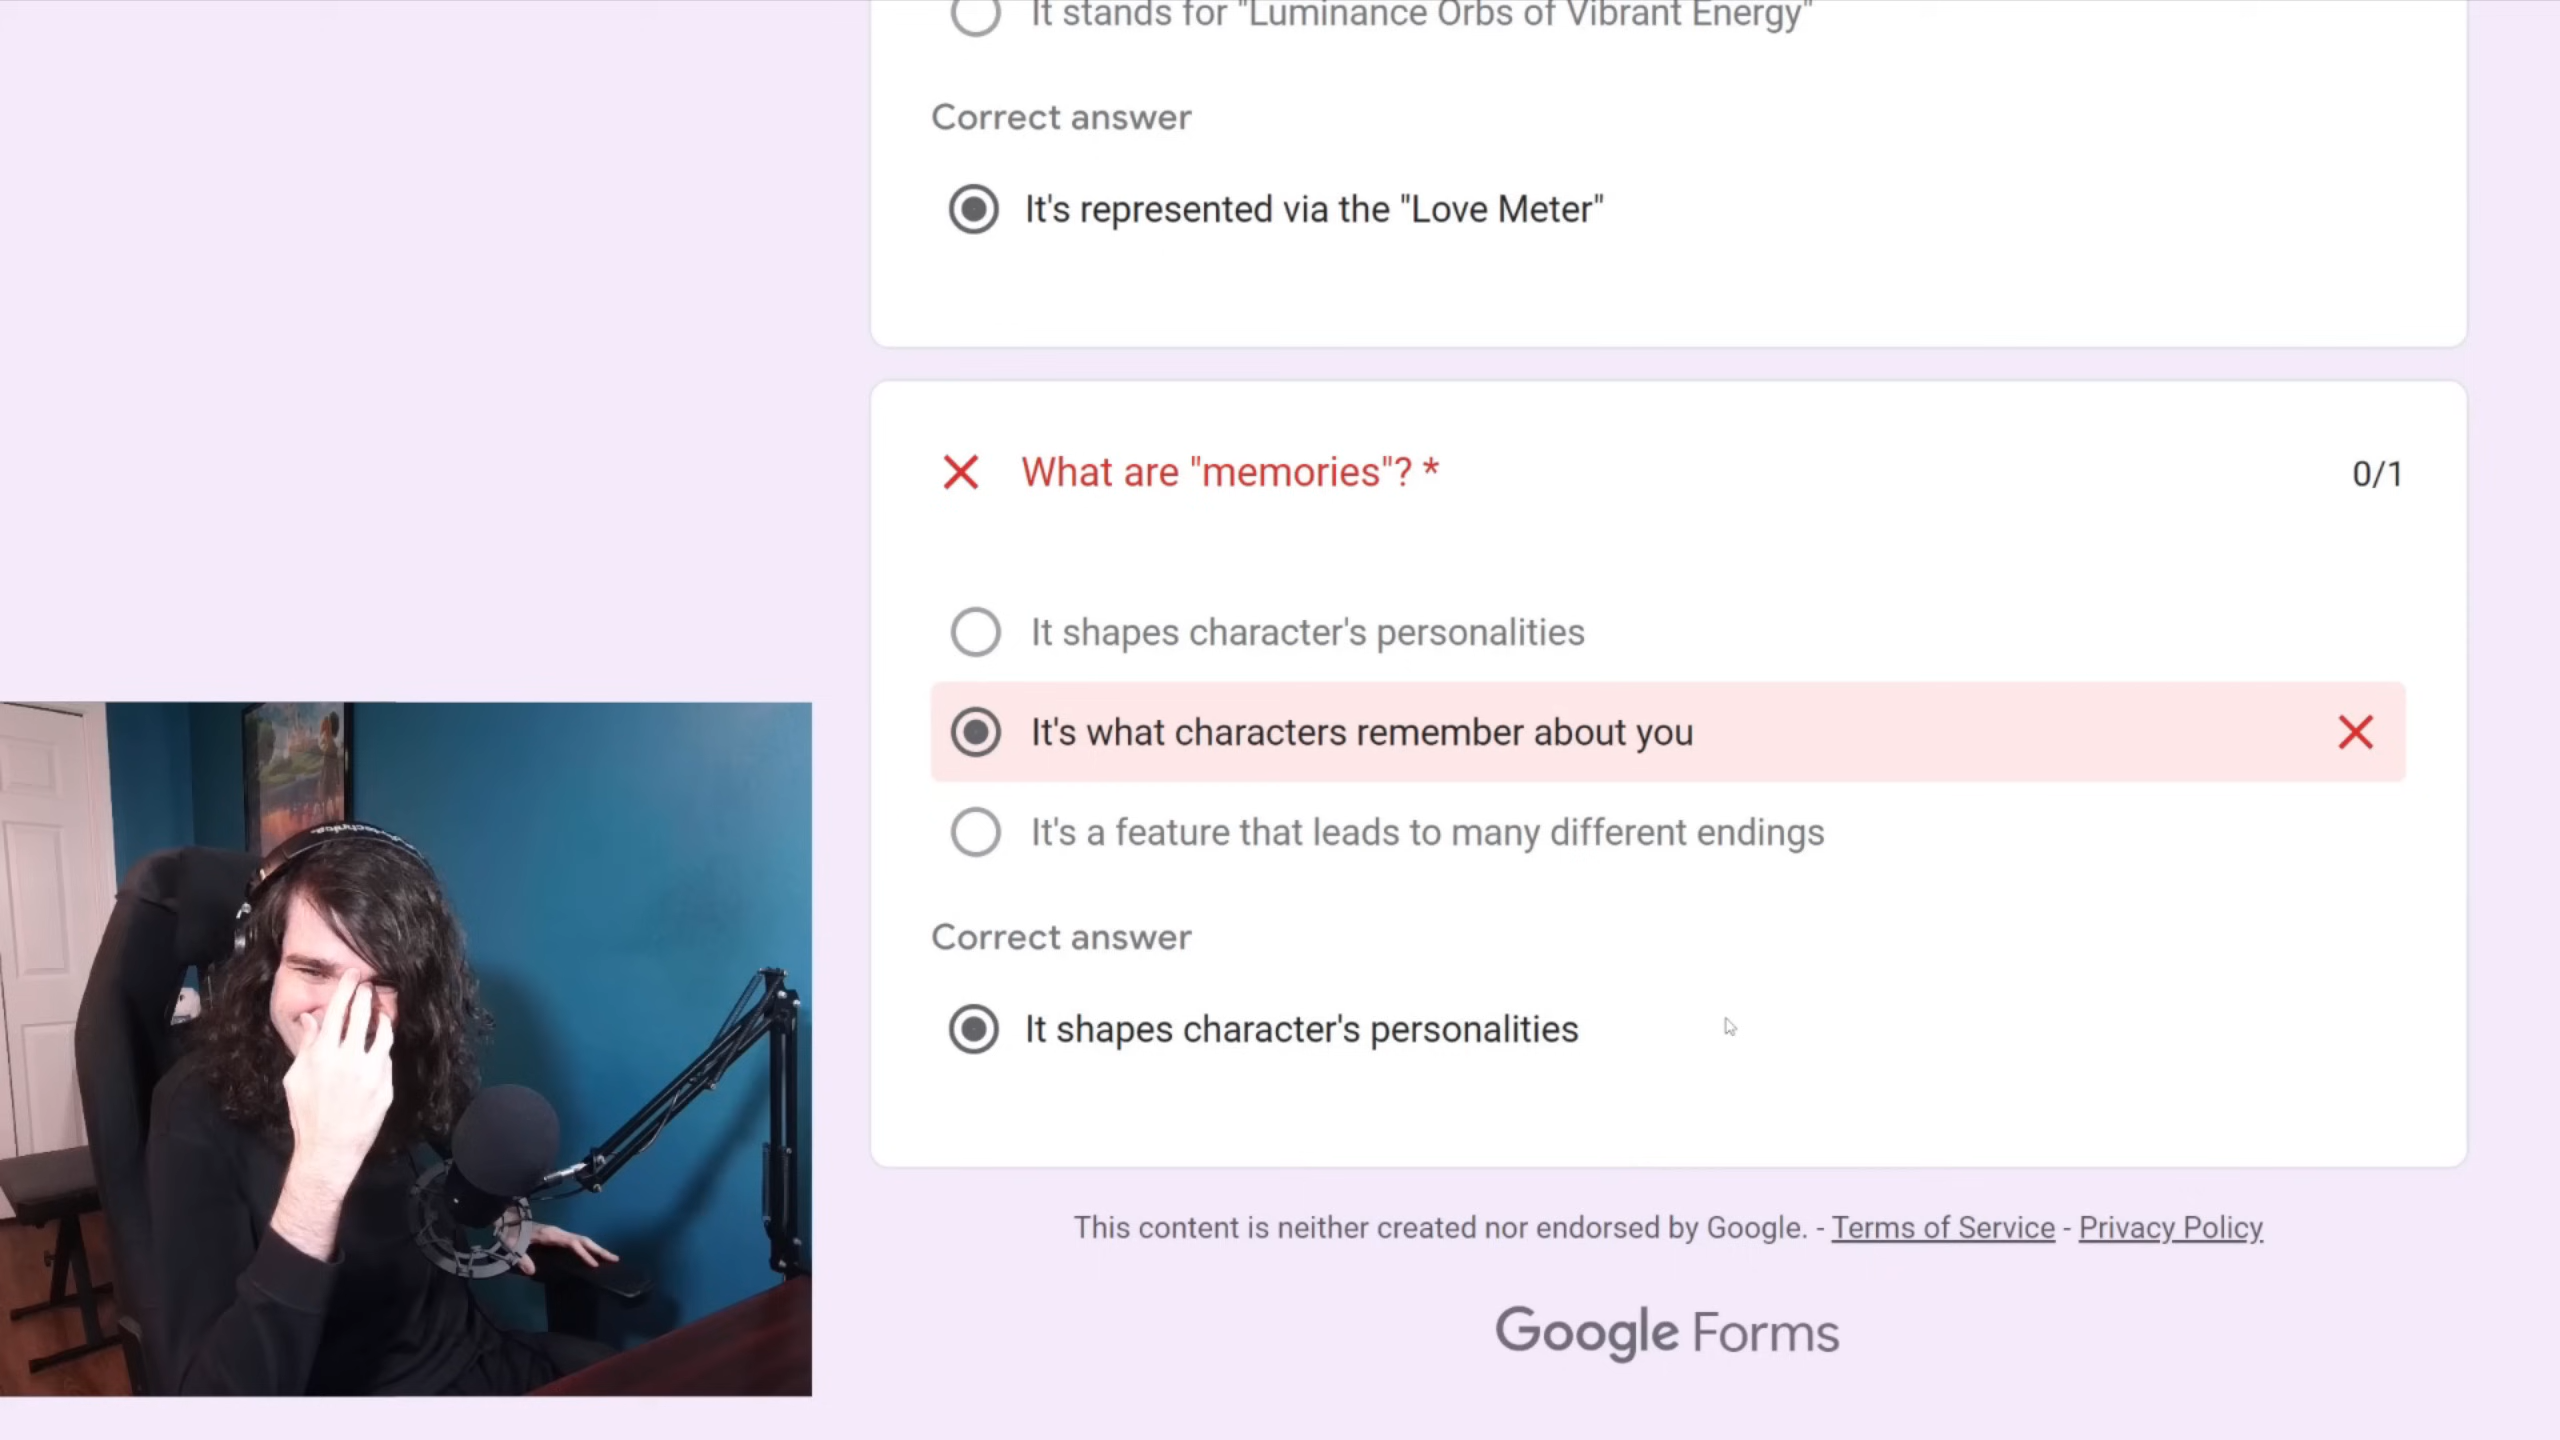 It stands for "Luminance Orbs of Vibrant Energy"
Correct answer
It's represented via the "Love Meter"
What are "memories"? *
0/1
It shapes character's personalities
It's what characters remember about you
It's a feature that leads to many different endings
Correct answer
It shapes character's personalities
This content is neither created nor endorsed by Google. - Terms of Service - Privacy Policy
Google Forms